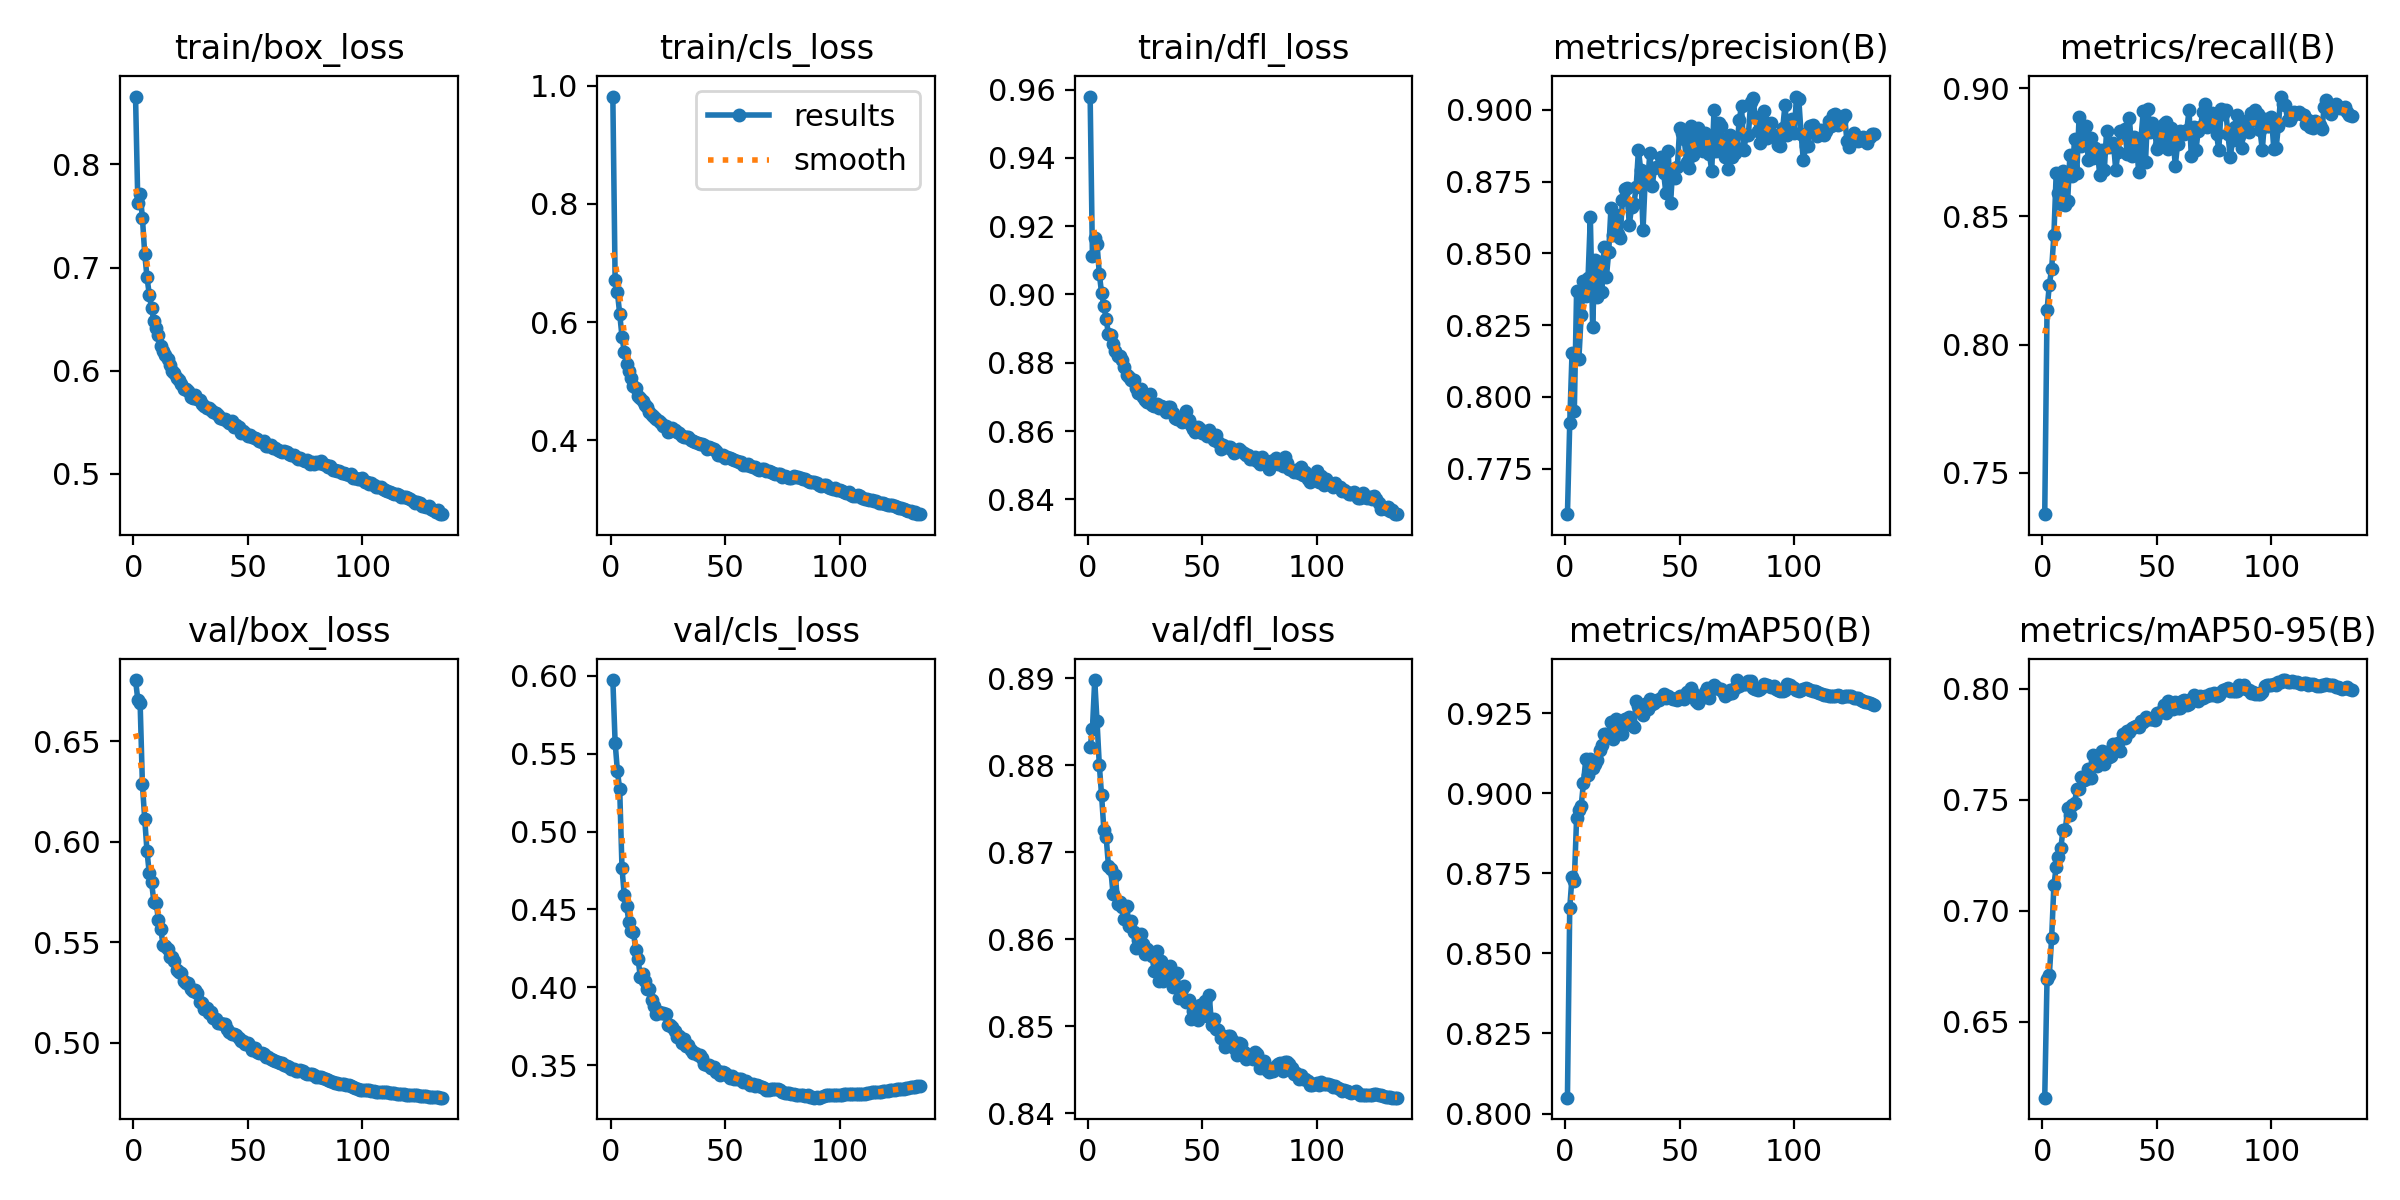 train/box_loss
0.8
0.7
0.6
0.5
0 50 100
train/cls_loss
1.0
0.8
0.6
0.4
0 50 100
results
smooth
train/dfl_loss
0.96
0.94
0.92
0.90
0.88
0.86
0.84
0 50 100
metrics/precision(B)
0.900
0.875
0.850
0.825
0.800
0.775
0 50 100
metrics/recall(B)
0.90
0.85
0.80
0.75
0 50 100
val/box_loss
0.65
0.60
0.55
0.50
0 50 100
val/cls_loss
0.60
0.55
0.50
0.45
0.40
0.35
0 50 100
val/dfl_loss
0.89
0.88
0.87
0.86
0.85
0.84
0 50 100
metrics/mAP50(B)
0.925
0.900
0.875
0.850
0.825
0.800
0 50 100
metrics/mAP50-95(B)
0.80
0.75
0.70
0.65
0 50 100